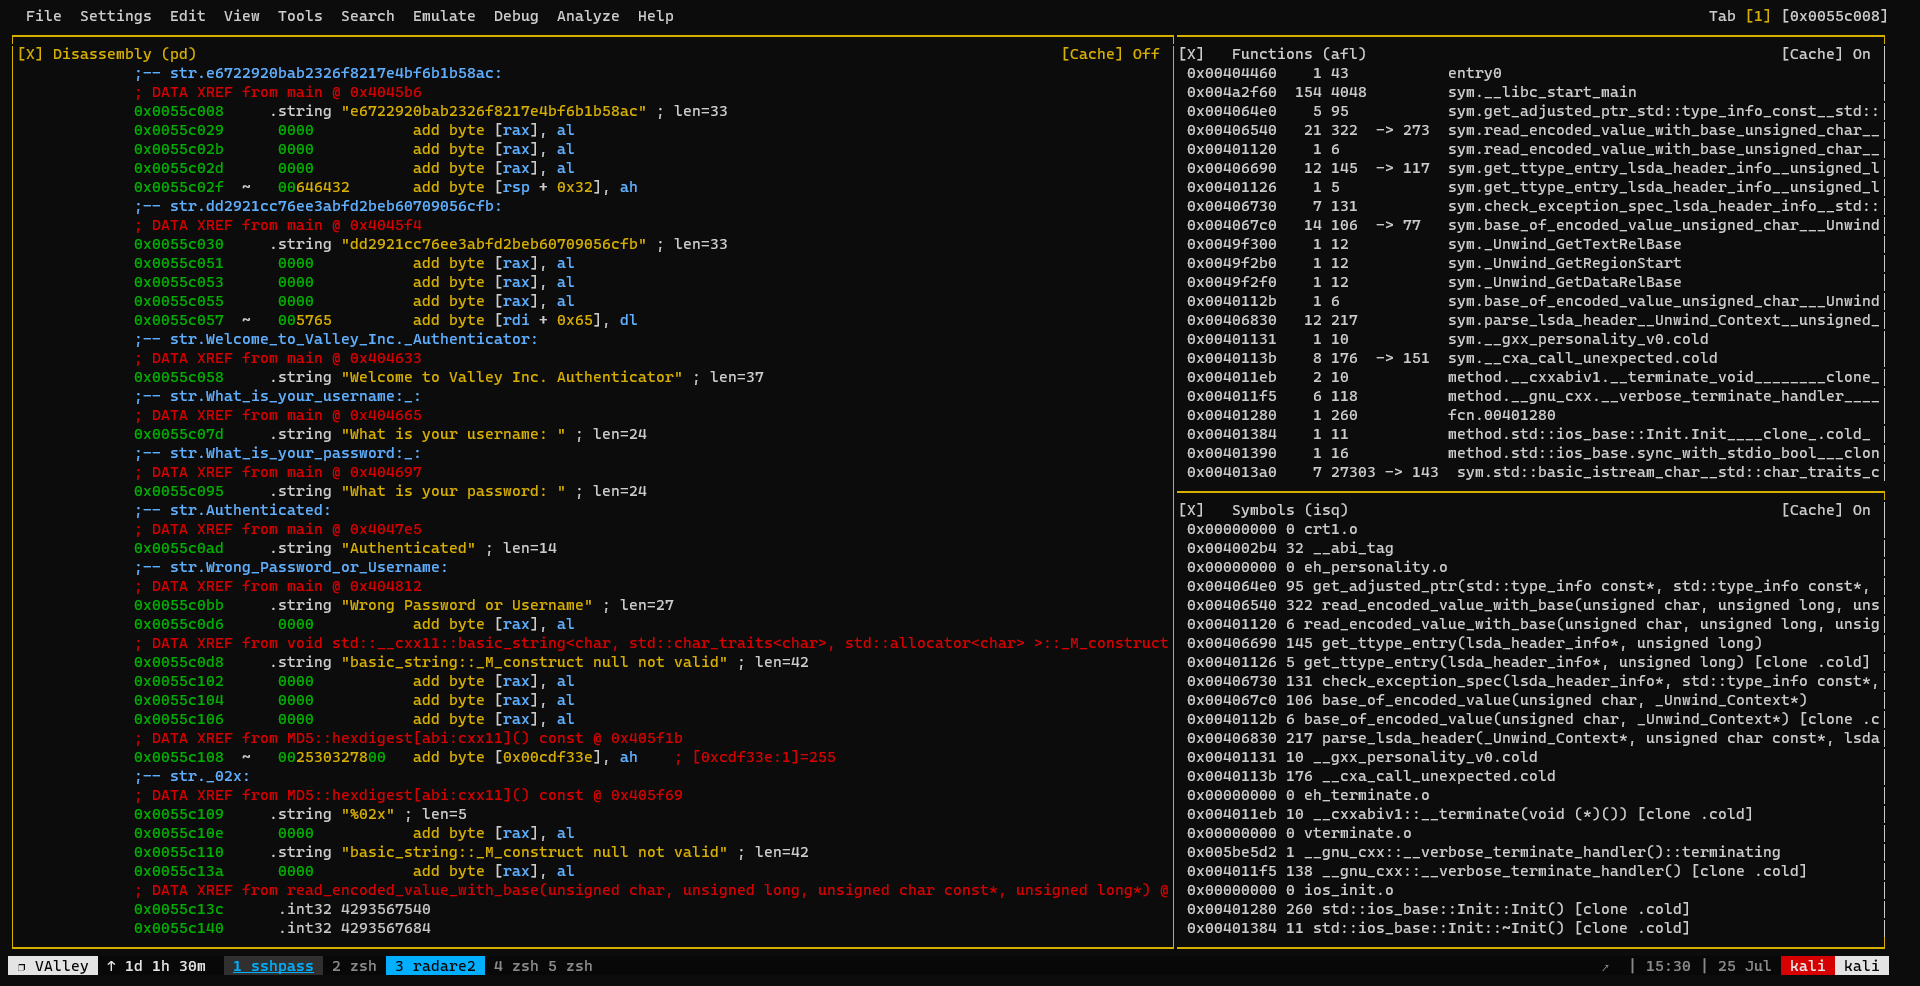 File  Settings  Edit  View  Tools  Search  Emulate  Debug  Analyze  Help  Tab [1] [0x0055c008]
[X] Disassembly (pd)  [Cache] Off
;-- str.e6722920bab2326f8217e4bf6b1b58ac:
; DATA XREF from main @ 0x4045b6
0x0055c008     .string "e6722920bab2326f8217e4bf6b1b58ac" ; len=33
0x0055c029      0000           add byte [rax], al
0x0055c02b      0000           add byte [rax], al
0x0055c02d      0000           add byte [rax], al
0x0055c02f  ~   00646432       add byte [rsp + 0x32], ah
;-- str.dd2921cc76ee3abfd2beb60709056cfb:
; DATA XREF from main @ 0x4045f4
0x0055c030     .string "dd2921cc76ee3abfd2beb60709056cfb" ; len=33
0x0055c051      0000           add byte [rax], al
0x0055c053      0000           add byte [rax], al
0x0055c055      0000           add byte [rax], al
0x0055c057  ~   005765         add byte [rdi + 0x65], dl
;-- str.Welcome_to_Valley_Inc._Authenticator:
; DATA XREF from main @ 0x404633
0x0055c058     .string "Welcome to Valley Inc. Authenticator" ; len=37
;-- str.What_is_your_username:_:
; DATA XREF from main @ 0x404665
0x0055c07d     .string "What is your username: " ; len=24
;-- str.What_is_your_password:_:
; DATA XREF from main @ 0x404697
0x0055c095     .string "What is your password: " ; len=24
;-- str.Authenticated:
; DATA XREF from main @ 0x4047e5
0x0055c0ad     .string "Authenticated" ; len=14
;-- str.Wrong_Password_or_Username:
; DATA XREF from main @ 0x404812
0x0055c0bb     .string "Wrong Password or Username" ; len=27
0x0055c0d6      0000           add byte [rax], al
; DATA XREF from void std::__cxx11::basic_string<char, std::char_traits<char>, std::allocator<char> >::_M_construct
0x0055c0d8     .string "basic_string::_M_construct null not valid" ; len=42
0x0055c102      0000           add byte [rax], al
0x0055c104      0000           add byte [rax], al
0x0055c106      0000           add byte [rax], al
; DATA XREF from MD5::hexdigest[abi:cxx11]() const @ 0x405f1b
0x0055c108  ~   002530327800   add byte [0x00cdf33e], ah    ; [0xcdf33e:1]=255
;-- str._02x:
; DATA XREF from MD5::hexdigest[abi:cxx11]() const @ 0x405f69
0x0055c109     .string "%02x" ; len=5
0x0055c10e      0000           add byte [rax], al
0x0055c110     .string "basic_string::_M_construct null not valid" ; len=42
0x0055c13a      0000           add byte [rax], al
; DATA XREF from read_encoded_value_with_base(unsigned char, unsigned long, unsigned char const*, unsigned long*) @
0x0055c13c      .int32 4293567540
0x0055c140      .int32 4293567684
[X]   Functions (afl)  [Cache] On
0x00404460    1 43             entry0
0x004a2f60  154 4048           sym.__libc_start_main
0x004064e0    5 95             sym.get_adjusted_ptr_std::type_info_const__std::
0x00406540   21 322  -> 273  sym.read_encoded_value_with_base_unsigned_char__
0x00401120    1 6              sym.read_encoded_value_with_base_unsigned_char__
0x00406690   12 145  -> 117  sym.get_ttype_entry_lsda_header_info__unsigned_l
0x00401126    1 5              sym.get_ttype_entry_lsda_header_info__unsigned_l
0x00406730    7 131            sym.check_exception_spec_lsda_header_info__std::
0x004067c0   14 106  -> 77   sym.base_of_encoded_value_unsigned_char___Unwind
0x0049f300    1 12             sym._Unwind_GetTextRelBase
0x0049f2b0    1 12             sym._Unwind_GetRegionStart
0x0049f2f0    1 12             sym._Unwind_GetDataRelBase
0x0040112b    1 6              sym.base_of_encoded_value_unsigned_char___Unwind
0x00406830   12 217            sym.parse_lsda_header__Unwind_Context__unsigned_
0x00401131    1 10             sym.__gxx_personality_v0.cold
0x0040113b    8 176  -> 151  sym.__cxa_call_unexpected.cold
0x004011eb    2 10             method.__cxxabiv1.__terminate_void________clone_
0x004011f5    6 118            method.__gnu_cxx.__verbose_terminate_handler____
0x00401280    1 260            fcn.00401280
0x00401384    1 11             method.std::ios_base::Init.Init____clone_.cold_
0x00401390    1 16             method.std::ios_base.sync_with_stdio_bool___clon
0x004013a0    7 27303 -> 143  sym.std::basic_istream_char__std::char_traits_c
[X]   Symbols (isq)  [Cache] On
0x00000000 0 crt1.o
0x004002b4 32 __abi_tag
0x00000000 0 eh_personality.o
0x004064e0 95 get_adjusted_ptr(std::type_info const*, std::type_info const*,
0x00406540 322 read_encoded_value_with_base(unsigned char, unsigned long, uns
0x00401120 6 read_encoded_value_with_base(unsigned char, unsigned long, unsig
0x00406690 145 get_ttype_entry(lsda_header_info*, unsigned long)
0x00401126 5 get_ttype_entry(lsda_header_info*, unsigned long) [clone .cold]
0x00406730 131 check_exception_spec(lsda_header_info*, std::type_info const*,
0x004067c0 106 base_of_encoded_value(unsigned char, _Unwind_Context*)
0x0040112b 6 base_of_encoded_value(unsigned char, _Unwind_Context*) [clone .c
0x00406830 217 parse_lsda_header(_Unwind_Context*, unsigned char const*, lsda
0x00401131 10 __gxx_personality_v0.cold
0x0040113b 176 __cxa_call_unexpected.cold
0x00000000 0 eh_terminate.o
0x004011eb 10 __cxxabiv1::__terminate(void (*)()) [clone .cold]
0x00000000 0 vterminate.o
0x005be5d2 1 __gnu_cxx::__verbose_terminate_handler()::terminating
0x004011f5 138 __gnu_cxx::__verbose_terminate_handler() [clone .cold]
0x00000000 0 ios_init.o
0x00401280 260 std::ios_base::Init::Init() [clone .cold]
0x00401384 11 std::ios_base::Init::~Init() [clone .cold]
❐ VAlley  ↑ 1d 1h 30m  1 sshpass  2 zsh  3 radare2  4 zsh 5 zsh  ↗ | 15:30 | 25 Jul  kali  kali